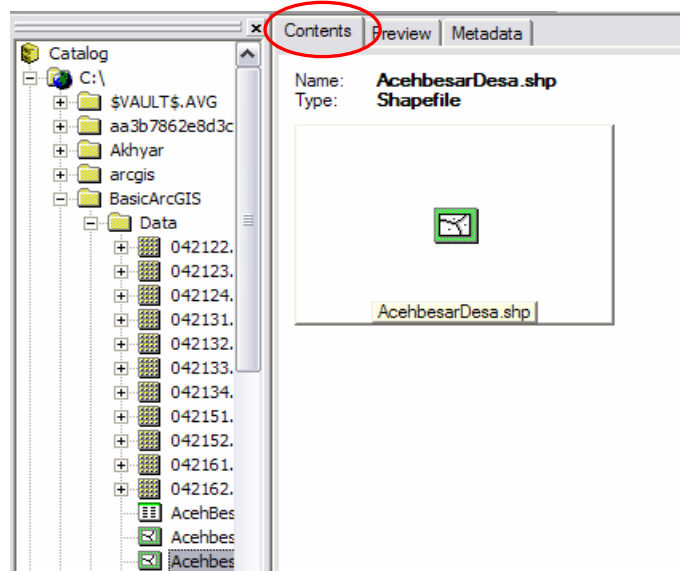 Contents
Preview
Metadata
Catalog
C:\
$VAULT$.AVG
aa3b7862e8d3c
Akhyar
arcgis
BasicArcGIS
Data
042122.
042123.
042124.
042131.
042132.
042133.
042134.
042151.
042152.
042161.
042162.
AcehBes
Acehbes
Acehbes
Name: AcehbesarDesa.shp
Type: Shapefile
AcehbesarDesa.shp